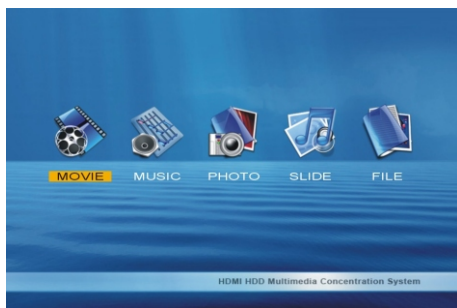 MOVIE MUSIC PHOTO SLIDE FILE
HDMI HDD Multimedia Concentration System